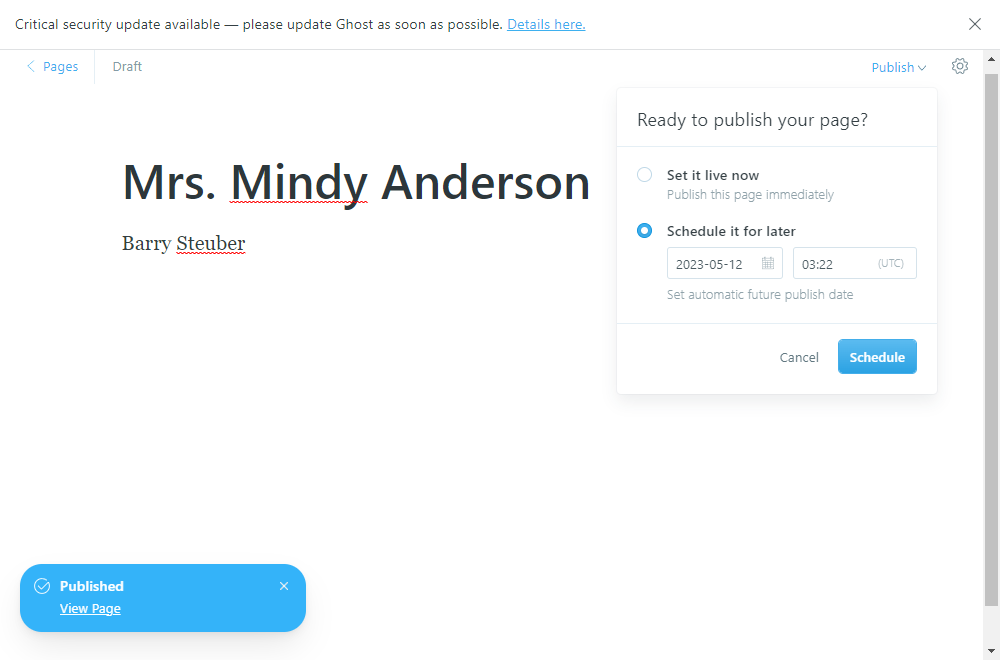 Critical security update available — please update Ghost as soon as possible. Details here.
Pages
Draft
Publish
Ready to publish your page?
Mrs. Mindy Anderson
Barry Steuber
Set it live now
Publish this page immediately
Schedule it for later
2023-05-12
03:22
(UTC)
Set automatic future publish date
Cancel
Schedule
Published
View Page